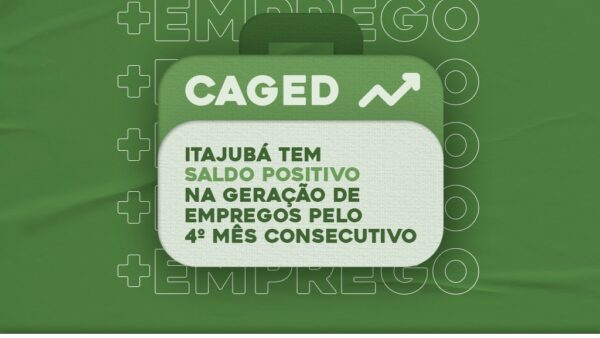 +EMPREGO
CAGED
ITAJUBÁ TEM
SALDO POSITIVO
NA GERAÇÃO DE
EMPREGOS PELO
4º MÊS CONSECUTIVO
+EMPREGO